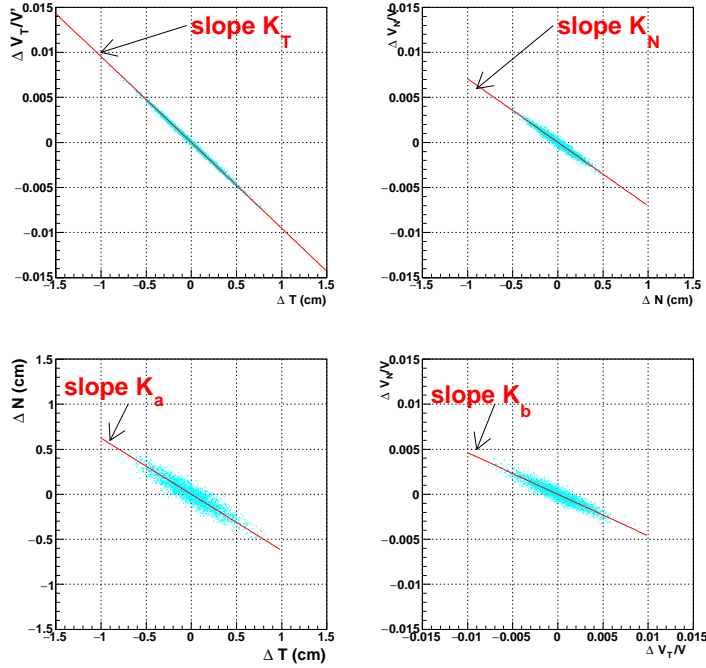 Δ V_T/V'
0.015
0.01
0.005
0
−0.005
−0.01
−0.015
−1.5 −1 −0.5 0 0.5 1 1.5
Δ T (cm)
slope K_T
Δ V_N/V
0.015
0.01
0.005
0
−0.005
−0.01
−0.015
−1.5 −1 −0.5 0 0.5 1 1.5
Δ N (cm)
slope K_N
Δ N (cm)
1.5
1
0.5
0
−0.5
−1
−1.5
−1.5 −1 −0.5 0 0.5 1 1.5
Δ T (cm)
slope K_a
Δ V_N/V
0.015
0.01
0.005
0
−0.005
−0.01
−0.015
−0.015 −0.01 −0.005 0 0.005 0.01 0.015
Δ V_T/V
slope K_b